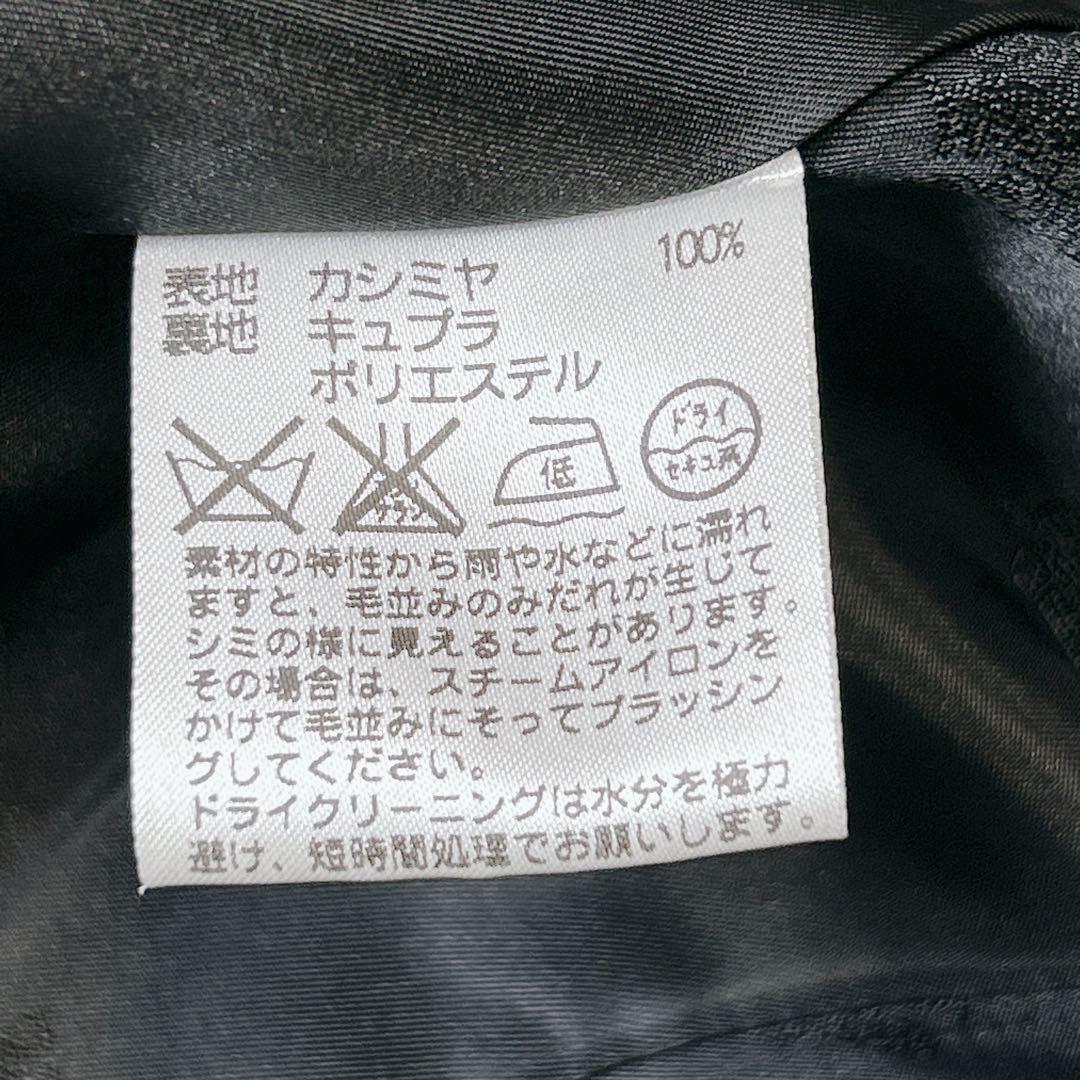 表地 カシミヤ 100%
裏地 キュプラ
ポリエステル
エンソ サラシ
低
ドライ
セキユ系
素材の特性から雨や水などに濡れ
ますと、毛並みのみだれが生じて
シミの様に見えることがあります。
その場合は、スチームアイロンを
かけて毛並みにそってブラッシン
グしてください。
ドライクリーニングは水分を極力
避け、短時間処理でお願いします。